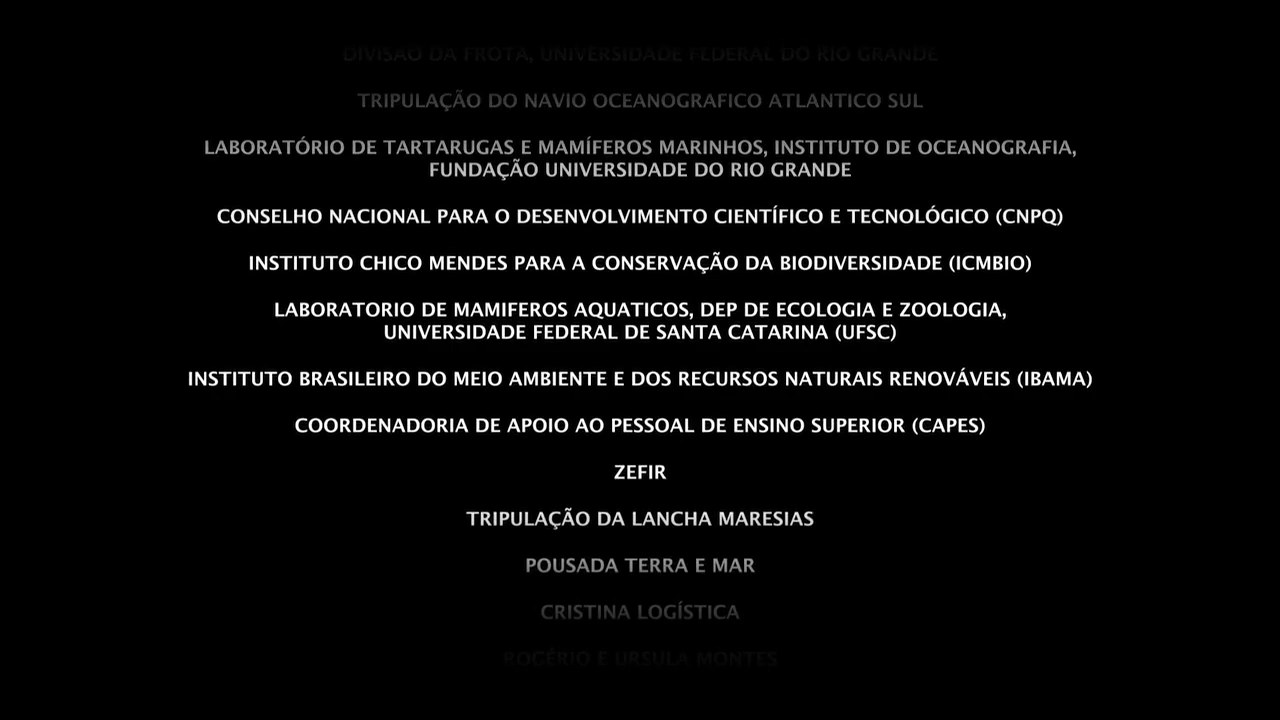 DIVISÃO DA FROTA, UNIVERSIDADE FEDERAL DO RIO GRANDE
TRIPULAÇÃO DO NAVIO OCEANOGRAFICO ATLANTICO SUL
LABORATÓRIO DE TARTARUGAS E MAMÍFEROS MARINHOS, INSTITUTO DE OCEANOGRAFIA,
FUNDAÇÃO UNIVERSIDADE DO RIO GRANDE
CONSELHO NACIONAL PARA O DESENVOLVIMENTO CIENTÍFICO E TECNOLÓGICO (CNPQ)
INSTITUTO CHICO MENDES PARA A CONSERVAÇÃO DA BIODIVERSIDADE (ICMBIO)
LABORATORIO DE MAMIFEROS AQUATICOS, DEP DE ECOLOGIA E ZOOLOGIA,
UNIVERSIDADE FEDERAL DE SANTA CATARINA (UFSC)
INSTITUTO BRASILEIRO DO MEIO AMBIENTE E DOS RECURSOS NATURAIS RENOVÁVEIS (IBAMA)
COORDENADORIA DE APOIO AO PESSOAL DE ENSINO SUPERIOR (CAPES)
ZEFIR
TRIPULAÇÃO DA LANCHA MARESIAS
POUSADA TERRA E MAR
CRISTINA LOGÍSTICA
ROGÉRIO E URSULA MONTES